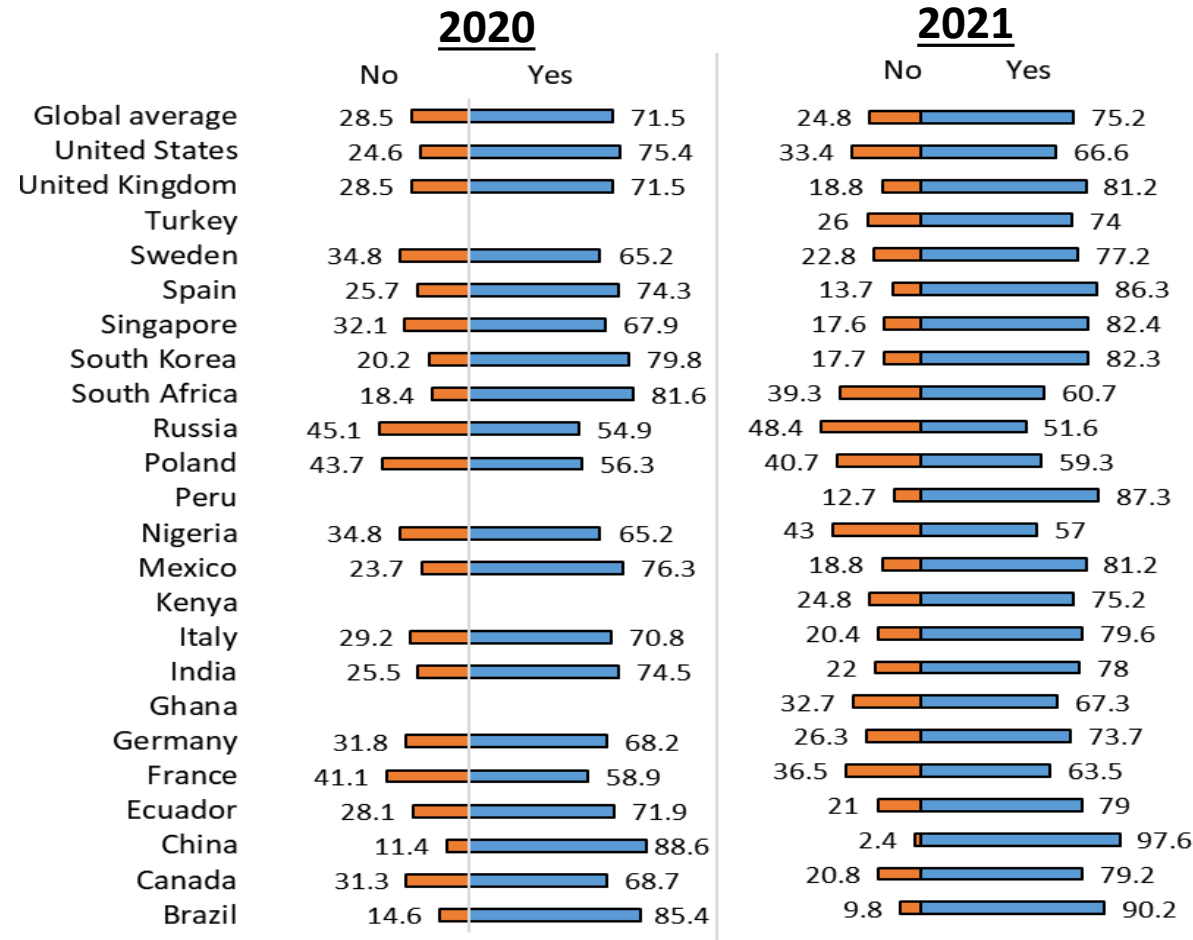 2020 2021
No Yes No Yes
Global average 28.5 71.5 24.8 75.2
United States 24.6 75.4 33.4 66.6
United Kingdom 28.5 71.5 18.8 81.2
Turkey 26 74
Sweden 34.8 65.2 22.8 77.2
Spain 25.7 74.3 13.7 86.3
Singapore 32.1 67.9 17.6 82.4
South Korea 20.2 79.8 17.7 82.3
South Africa 18.4 81.6 39.3 60.7
Russia 45.1 54.9 48.4 51.6
Poland 43.7 56.3 40.7 59.3
Peru 12.7 87.3
Nigeria 34.8 65.2 43 57
Mexico 23.7 76.3 18.8 81.2
Kenya 24.8 75.2
Italy 29.2 70.8 20.4 79.6
India 25.5 74.5 22 78
Ghana 32.7 67.3
Germany 31.8 68.2 26.3 73.7
France 41.1 58.9 36.5 63.5
Ecuador 28.1 71.9 21 79
China 11.4 88.6 2.4 97.6
Canada 31.3 68.7 20.8 79.2
Brazil 14.6 85.4 9.8 90.2